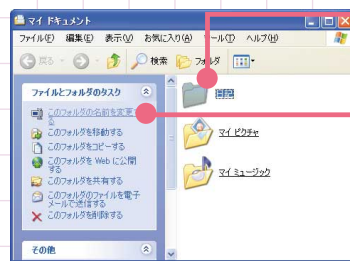 マイ ドキュメント
ファイル(F) 編集(E) 表示(V) お気に入り(A) ツール(T) ヘルプ(H)
戻る 検索 フォルダ
ファイルとフォルダのタスク
このフォルダの名前を変更する
このフォルダを移動する
このフォルダをコピーする
このフォルダを Web に公開
する
このフォルダを共有する
このフォルダのファイルを電子
メールで送信する
このフォルダを削除する
その他
マイ ピクチャ
マイ ミュージック